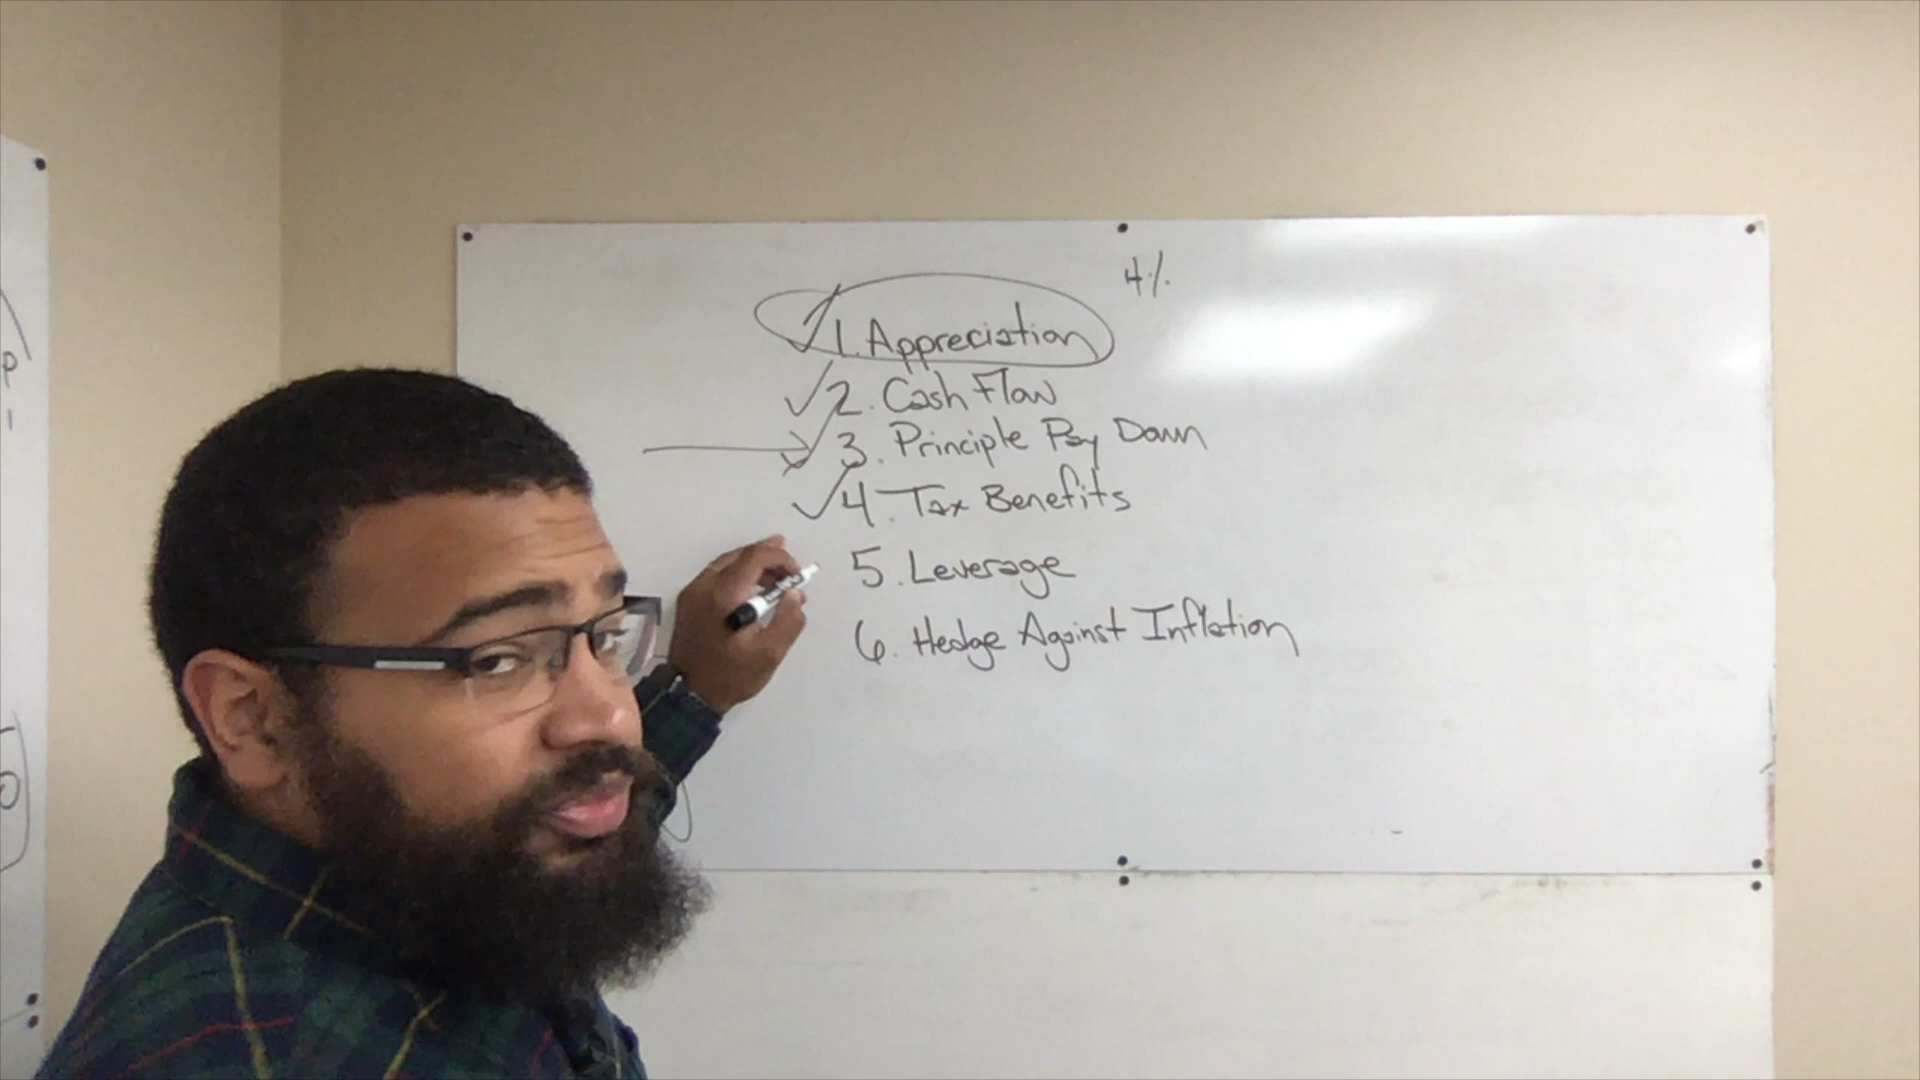 4%
1. Appreciation
2. Cash Flow
3. Principle Pay Down
4. Tax Benefits
5. Leverage
6. Hedge Against Inflation